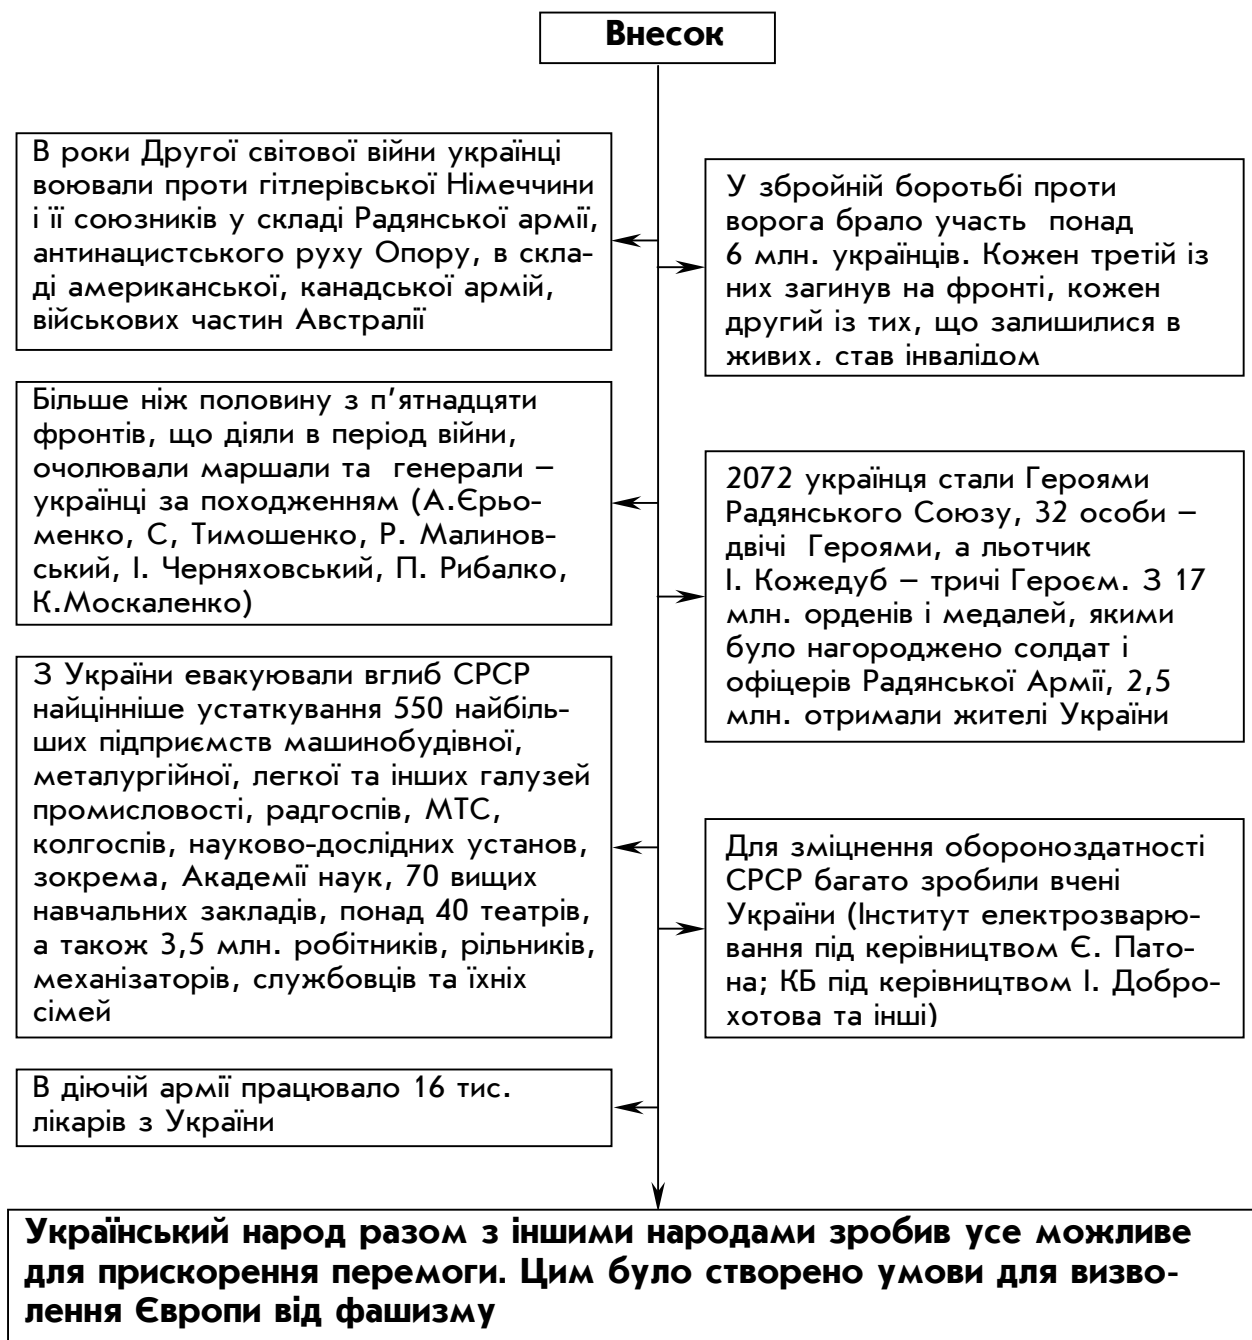 Внесок
В роки Другої світової війни українці
воювали проти гітлерівської Німеччини
і її союзників у складі Радянської армії,
антинацистського руху Опору, в скла-
ді американської, канадської армій,
військових частин Австралії
У збройній боротьбі проти
ворога брало участь понад
6 млн. українців. Кожен третій із
них загинув на фронті, кожен
другий із тих, що залишилися в
живих, став інвалідом
Більше ніж половину з п'ятнадцяти
фронтів, що діяли в період війни,
очолювали маршали та генерали –
українці за походженням (А.Єрьо-
менко, С, Тимошенко, Р. Малинов-
ський, І. Черняховський, П. Рибалко,
К.Москаленко)
2072 українця стали Героями
Радянського Союзу, 32 особи –
двічі Героями, а льотчик
І. Кожедуб – тричі Героєм. З 17
млн. орденів і медалей, якими
було нагороджено солдат і
офіцерів Радянської Армії, 2,5
млн. отримали жителі України
З України евакуювали вглиб СРСР
найцінніше устаткування 550 найбіль-
ших підприємств машинобудівної,
металургійної, легкої та інших галузей
промисловості, радгоспів, МТС,
колгоспів, науково-дослідних установ,
зокрема, Академії наук, 70 вищих
навчальних закладів, понад 40 театрів,
а також 3,5 млн. робітників, рільників,
механізаторів, службовців та їхніх
сімей
Для зміцнення обороноздатності
СРСР багато зробили вчені
України (Інститут електрозварю-
вання під керівництвом Є. Пато-
на; КБ під керівництвом І. Добро-
хотова та інші)
В діючій армії працювало 16 тис.
лікарів з України
Український народ разом з іншими народами зробив усе можливе
для прискорення перемоги. Цим було створено умови для визво-
лення Європи від фашизму